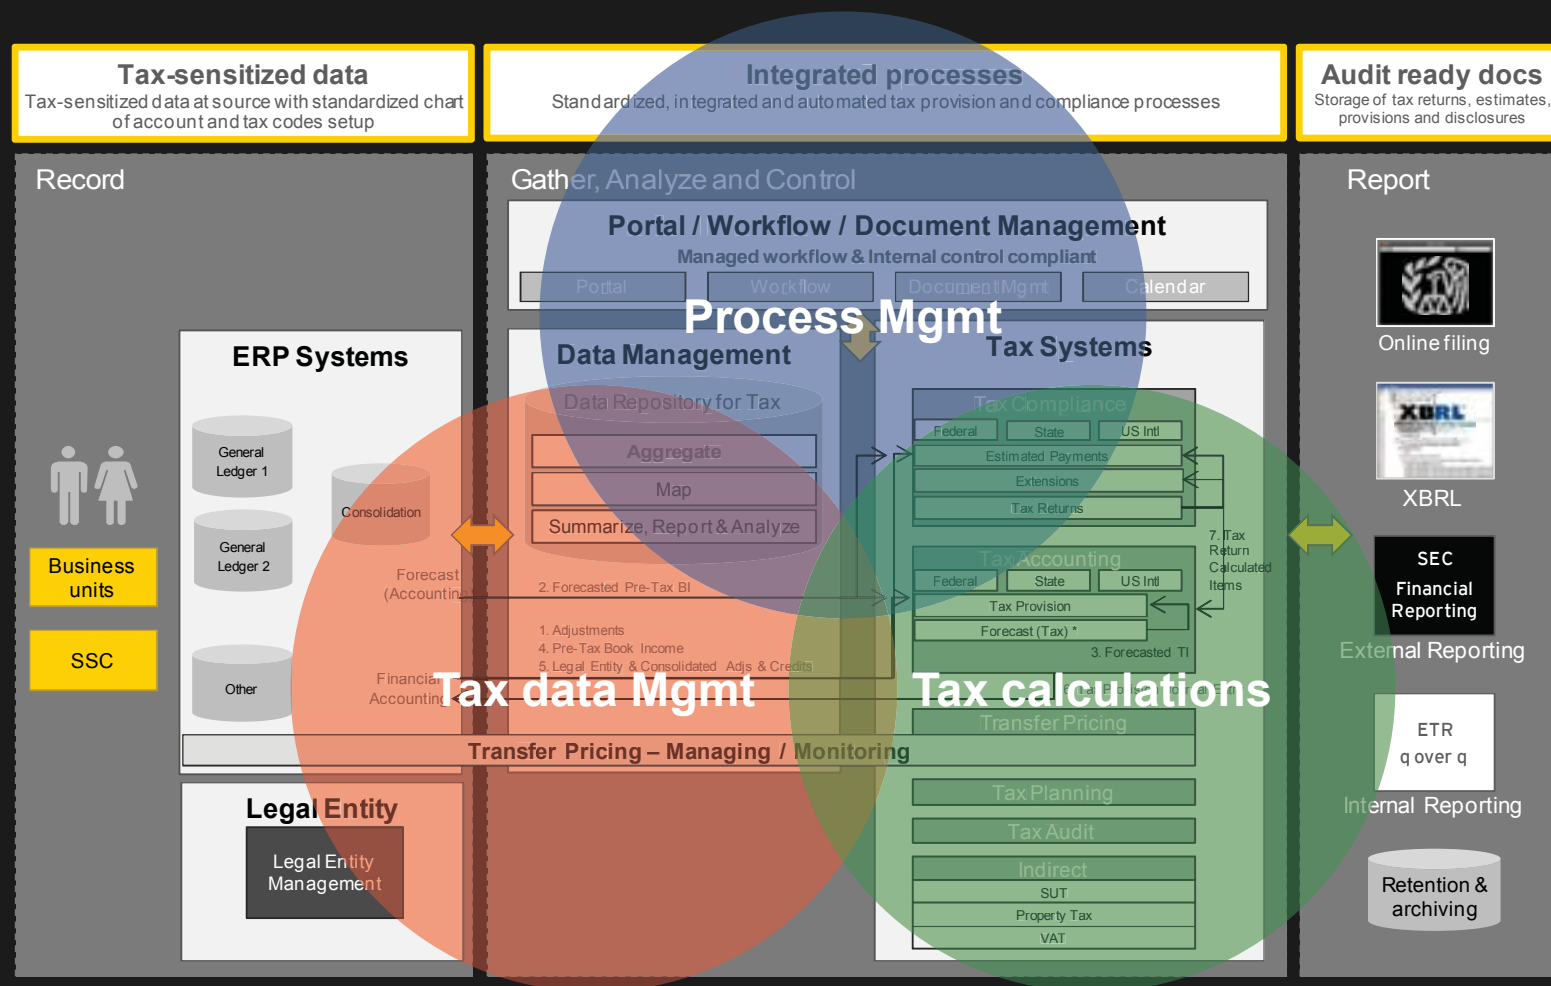 Tax-sensitized data
Tax-sensitized data at source with standardized chart
of account and tax codes setup
Integrated processes
Standardized, integrated and automated tax provision and compliance processes
Audit ready docs
Storage of tax returns, estimates,
provisions and disclosures
Record
Gather, Analyze and Control
Report
Portal / Workflow / Document Management
Managed workflow & Internal control compliant
Portal
Workflow
Document Mgmt
Calendar
Process Mgmt
ERP Systems
General
Ledger 1
General
Ledger 2
Consolidation
Other
Forecast
(Accounting)
Financial
Accounting
Business
units
SSC
Data Management
Data Repository for Tax
Aggregate
Map
Summarize, Report & Analyze
2. Forecasted Pre-Tax BI
1. Adjustments
4. Pre-Tax Book Income
5. Legal Entity & Consolidated Adjs & Credits
Tax data Mgmt
Tax Systems
Tax Compliance
Federal
State
US Intl
Estimated Payments
Extensions
Tax Returns
7. Tax
Return
Calculated
Items
Tax Accounting
Federal
State
US Intl
Tax Provision
Forecast (Tax) *
3. Forecasted TI
Tax calculations
Transfer Pricing
Transfer Pricing – Managing / Monitoring
Tax Planning
Tax Audit
Indirect
SUT
Property Tax
VAT
Legal Entity
Legal Entity
Management
Online filing
XBRL
XBRL
SEC
Financial
Reporting
External Reporting
ETR
q over q
Internal Reporting
Retention &
archiving